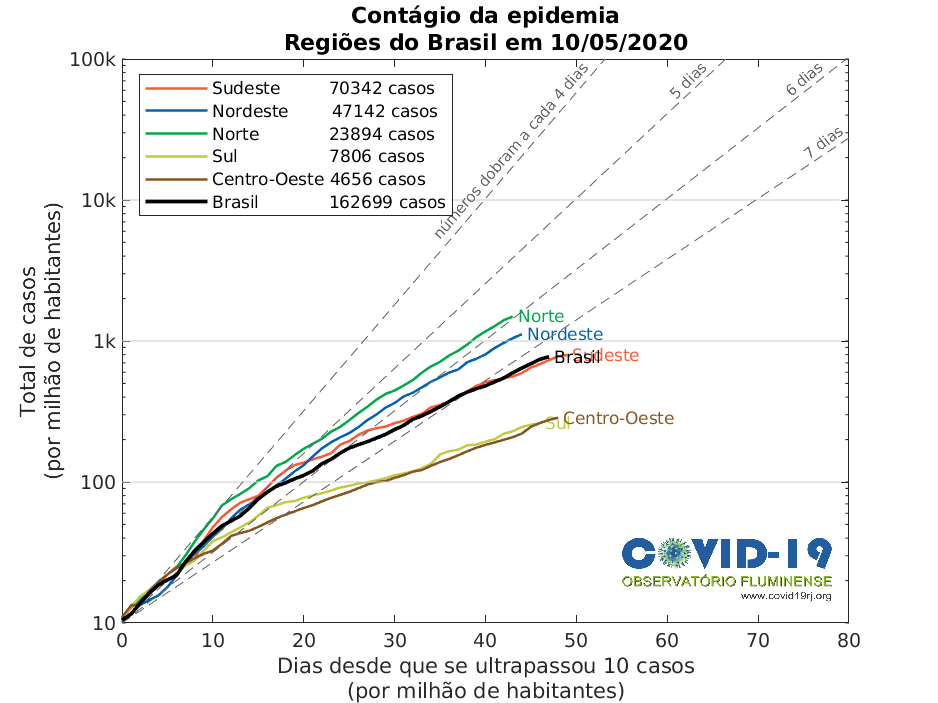 Contágio da epidemia
Regiões do Brasil em 10/05/2020
Sudeste 70342 casos
Nordeste 47142 casos
Norte 23894 casos
Sul 7806 casos
Centro-Oeste 4656 casos
Brasil 162699 casos
números dobram a cada 4 dias
5 dias
6 dias
7 dias
100k
10k
1k
100
10
Total de casos
(por milhão de habitantes)
Norte
Nordeste
Brasil
Sudeste
Sul
Centro-Oeste
COVID-19
OBSERVATÓRIO FLUMINENSE
www.covid19rj.org
0 10 20 30 40 50 60 70 80
Dias desde que se ultrapassou 10 casos
(por milhão de habitantes)